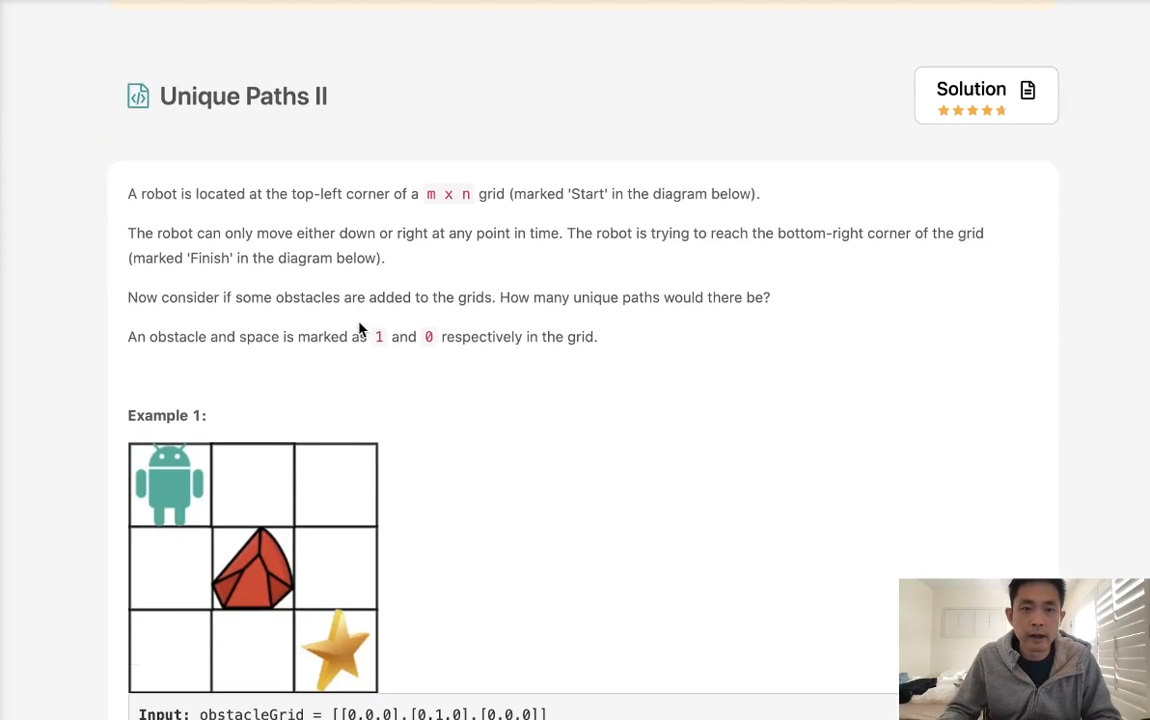 Unique Paths II
Solution
A robot is located at the top-left corner of a m x n grid (marked 'Start' in the diagram below).
The robot can only move either down or right at any point in time. The robot is trying to reach the bottom-right corner of the grid
(marked 'Finish' in the diagram below).
Now consider if some obstacles are added to the grids. How many unique paths would there be?
An obstacle and space is marked as 1 and 0 respectively in the grid.
Example 1:
Input: obstacleGrid = [[0,0,0],[0,1,0],[0,0,0]]